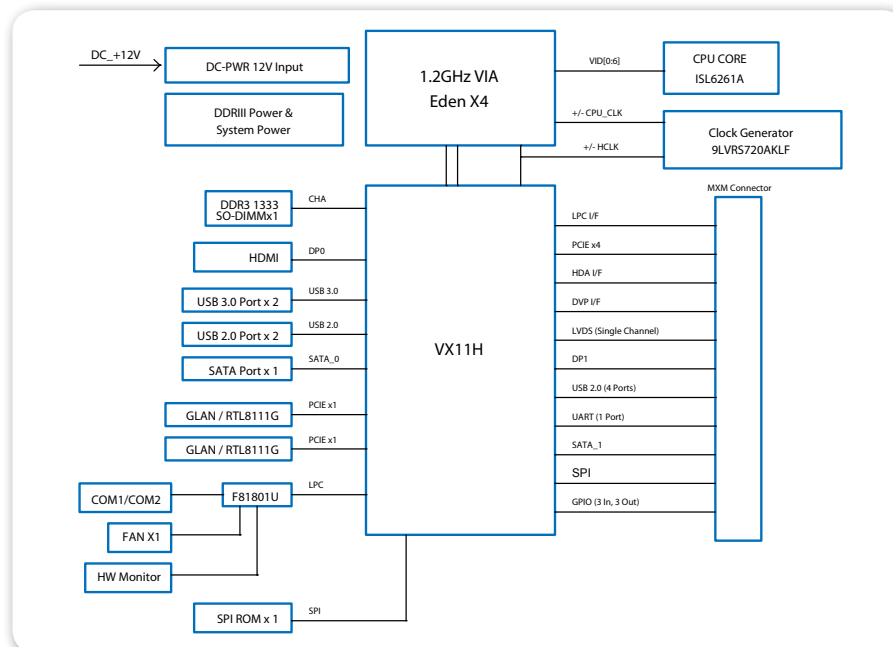 DC_+12V
DC-PWR 12V Input
DDRIII Power &
System Power
1.2GHz VIA
Eden X4
VID[0:6]
CPU CORE
ISL6261A
+/- CPU_CLK
+/- HCLK
Clock Generator
9LVRS720AKLF
MXM Connector
DDR3 1333
SO-DIMMx1
CHA
HDMI
DP0
USB 3.0 Port x 2
USB 3.0
USB 2.0 Port x 2
USB 2.0
SATA Port x 1
SATA_0
GLAN / RTL8111G
PCIE x1
GLAN / RTL8111G
PCIE x1
COM1/COM2
F81801U
LPC
FAN X1
HW Monitor
SPI ROM x 1
SPI
VX11H
LPC I/F
PCIE x4
HDA I/F
DVP I/F
LVDS (Single Channel)
DP1
USB 2.0 (4 Ports)
UART (1 Port)
SATA_1
SPI
GPIO (3 In, 3 Out)